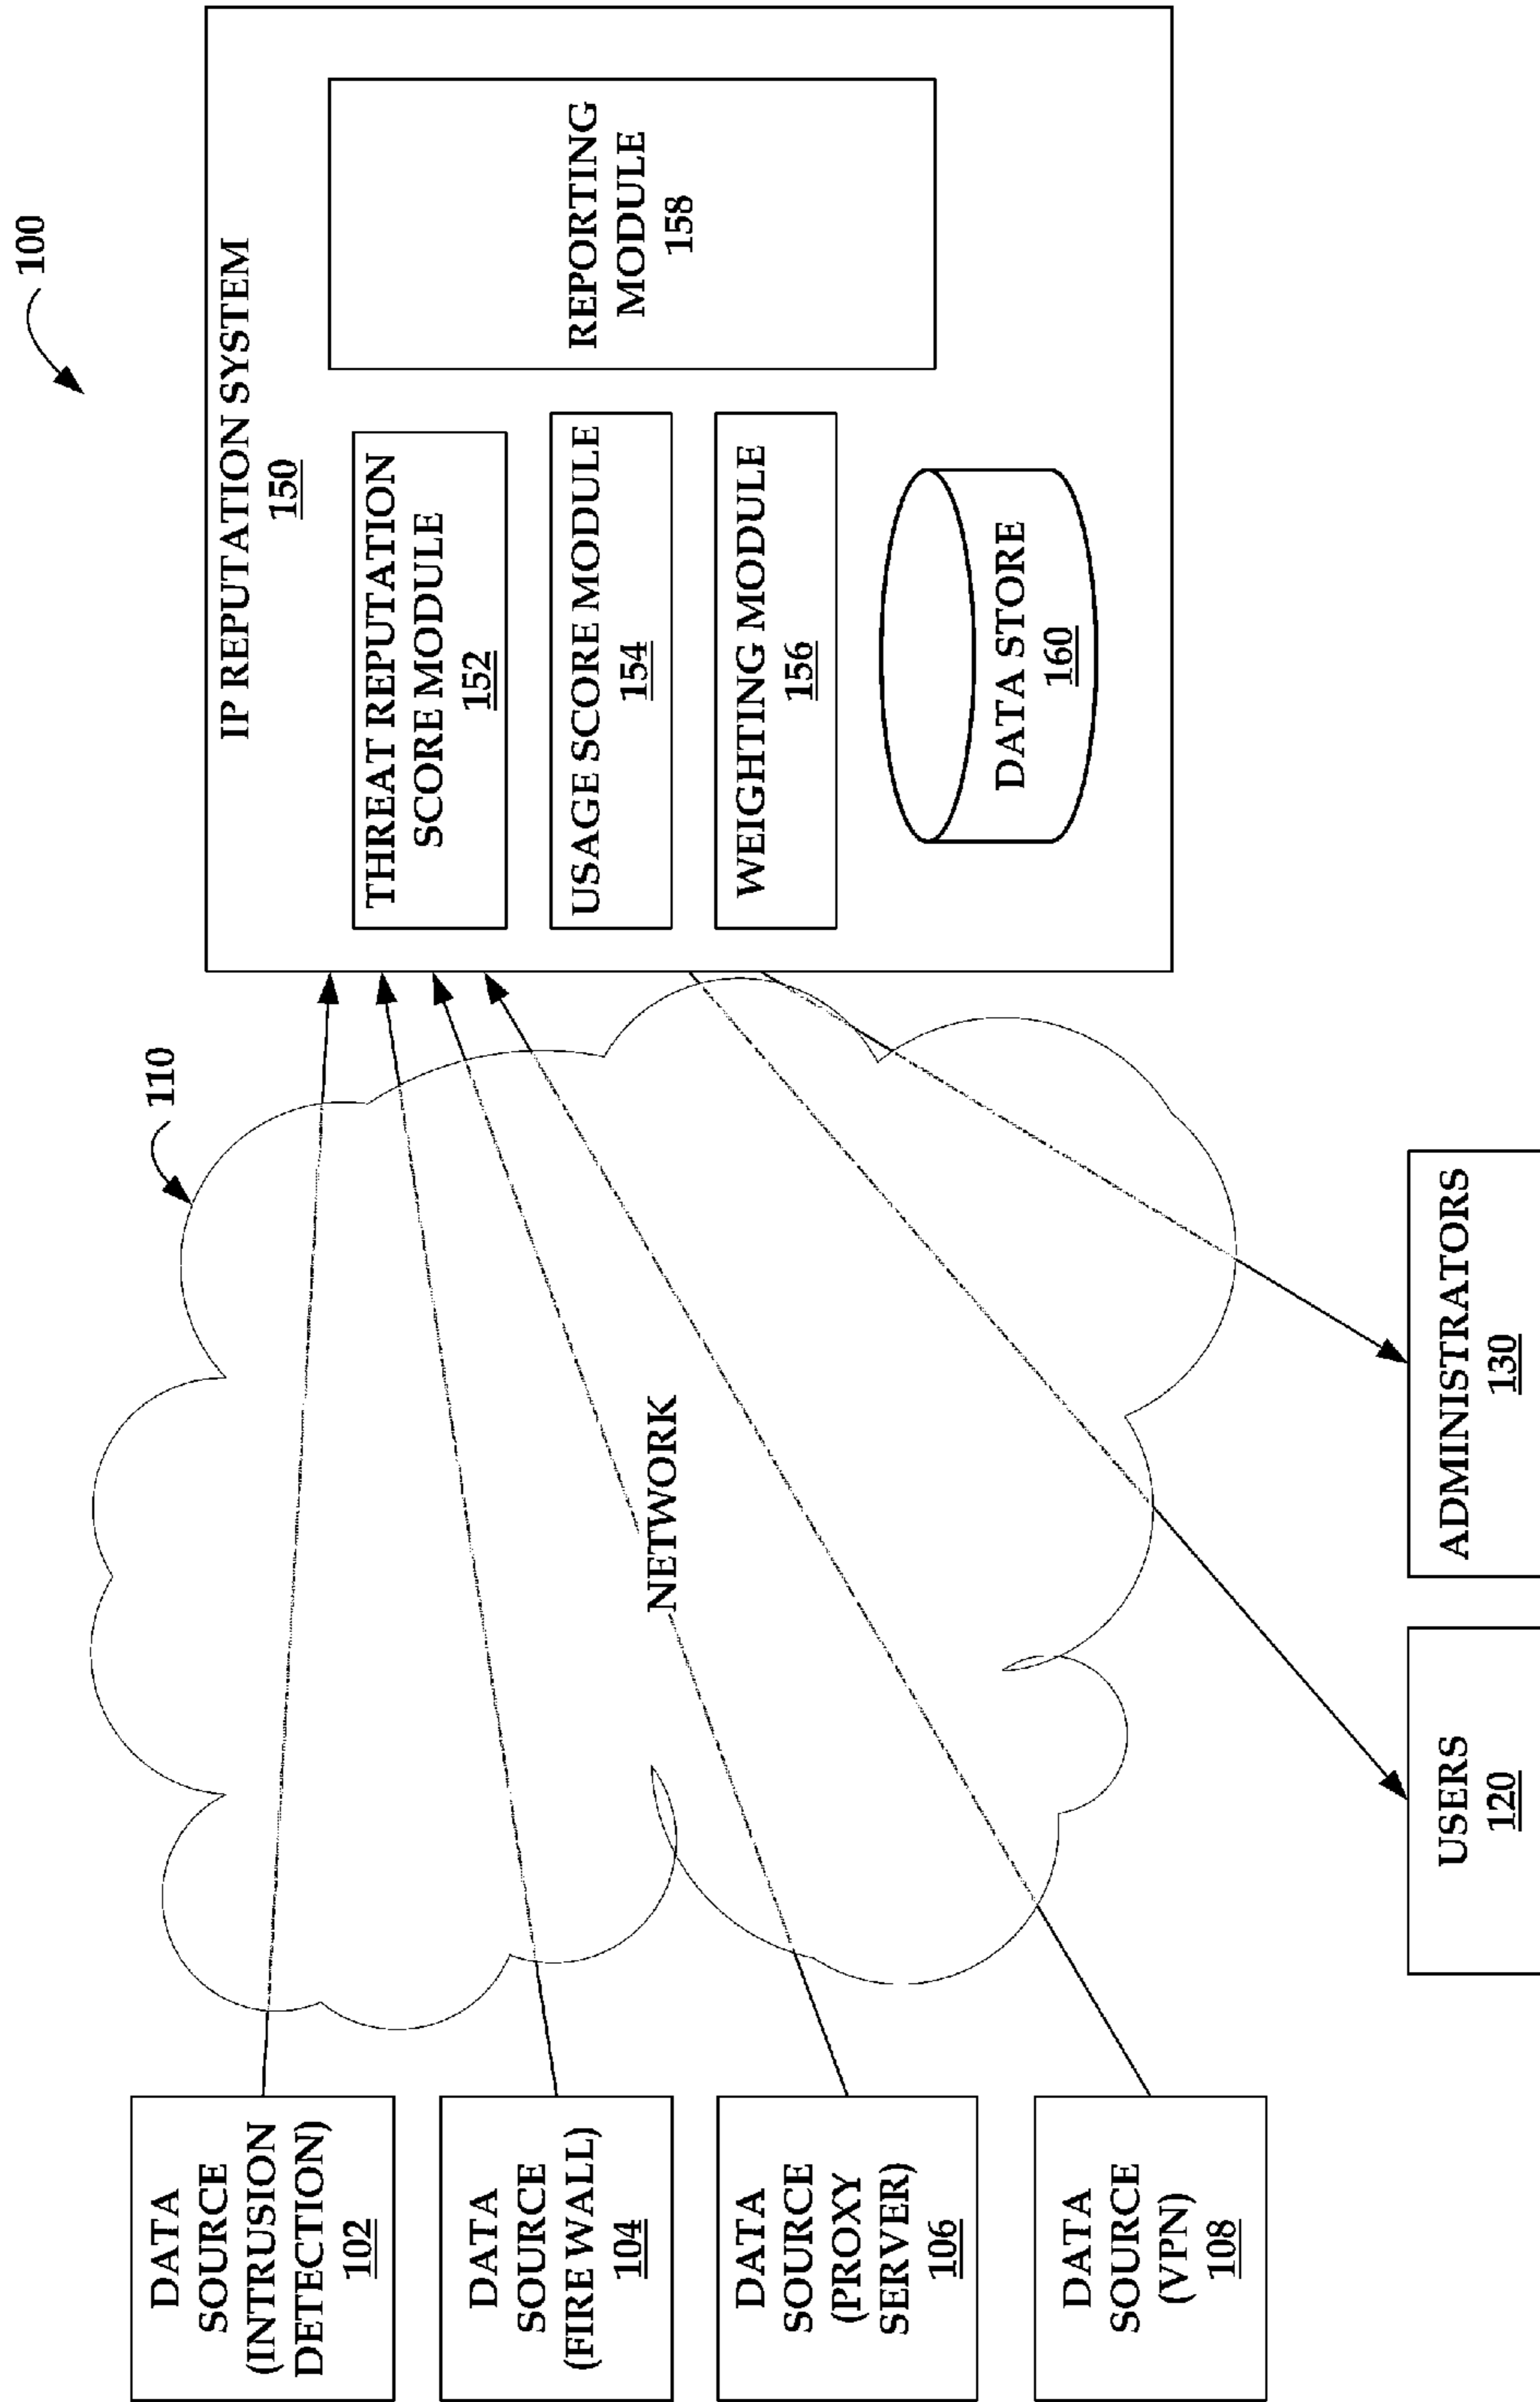 100
IP REPUTATION SYSTEM
150
THREAT REPUTATION
SCORE MODULE
152
USAGE SCORE MODULE
154
WEIGHTING MODULE
156
DATA STORE
160
REPORTING
MODULE
158
110
NETWORK
DATA
SOURCE
(INTRUSION
DETECTION)
102
DATA
SOURCE
(FIRE WALL)
104
DATA
SOURCE
(PROXY
SERVER)
106
DATA
SOURCE
(VPN)
108
USERS
120
ADMINISTRATORS
130